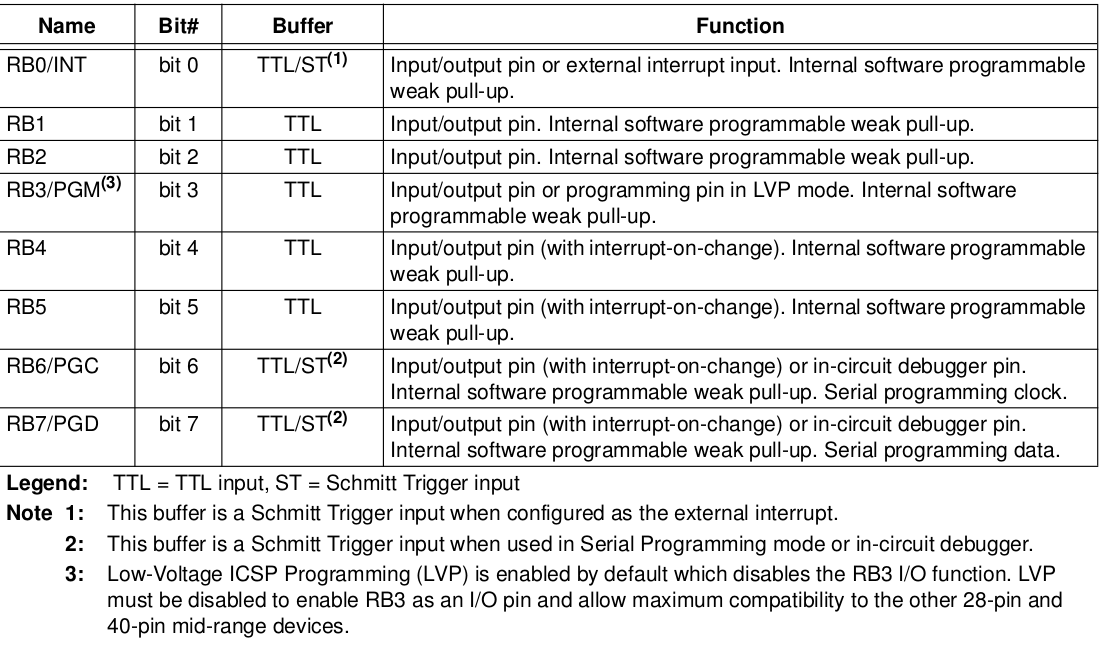 Name Bit# Buffer Function
RB0/INT bit 0 TTL/ST(1) Input/output pin or external interrupt input. Internal software programmable
weak pull-up.
RB1 bit 1 TTL Input/output pin. Internal software programmable weak pull-up.
RB2 bit 2 TTL Input/output pin. Internal software programmable weak pull-up.
RB3/PGM(3) bit 3 TTL Input/output pin or programming pin in LVP mode. Internal software
programmable weak pull-up.
RB4 bit 4 TTL Input/output pin (with interrupt-on-change). Internal software programmable
weak pull-up.
RB5 bit 5 TTL Input/output pin (with interrupt-on-change). Internal software programmable
weak pull-up.
RB6/PGC bit 6 TTL/ST(2) Input/output pin (with interrupt-on-change) or in-circuit debugger pin.
Internal software programmable weak pull-up. Serial programming clock.
RB7/PGD bit 7 TTL/ST(2) Input/output pin (with interrupt-on-change) or in-circuit debugger pin.
Internal software programmable weak pull-up. Serial programming data.
Legend: TTL = TTL input, ST = Schmitt Trigger input
Note 1: This buffer is a Schmitt Trigger input when configured as the external interrupt.
2: This buffer is a Schmitt Trigger input when used in Serial Programming mode or in-circuit debugger.
3: Low-Voltage ICSP Programming (LVP) is enabled by default which disables the RB3 I/O function. LVP
must be disabled to enable RB3 as an I/O pin and allow maximum compatibility to the other 28-pin and
40-pin mid-range devices.